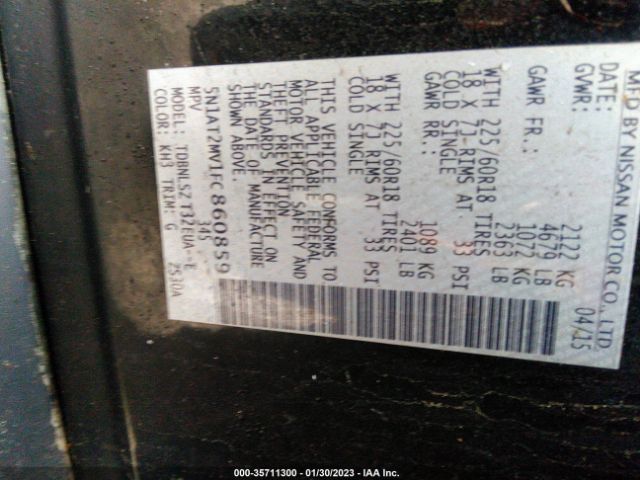 MFD BY NISSAN MOTOR CO., LTD.
DATE: 04/15
GVWR: 2122 KG
4679 LB
GAWR FR.: 1072 KG
2363 LB
WITH 225/60R18 TIRES
18 X 7J RIMS AT 33 PSI
COLD SINGLE
GAWR RR.: 1089 KG
2401 LB
WITH 225/60R18 TIRES
18 X 7J RIMS AT 33 PSI
COLD SINGLE
THIS VEHICLE CONFORMS TO
ALL APPLICABLE FEDERAL
MOTOR VEHICLE SAFETY AND
THEFT PREVENTION
STANDARDS IN EFFECT ON
THE DATE OF MANUFACTURE
SHOWN ABOVE.
5N1AT2MV1FC860859
MPV 345
MODEL:
COLOR: KH3 TRIM: G 2530A
000-35711300 - 01/30/2023 - IAA Inc.